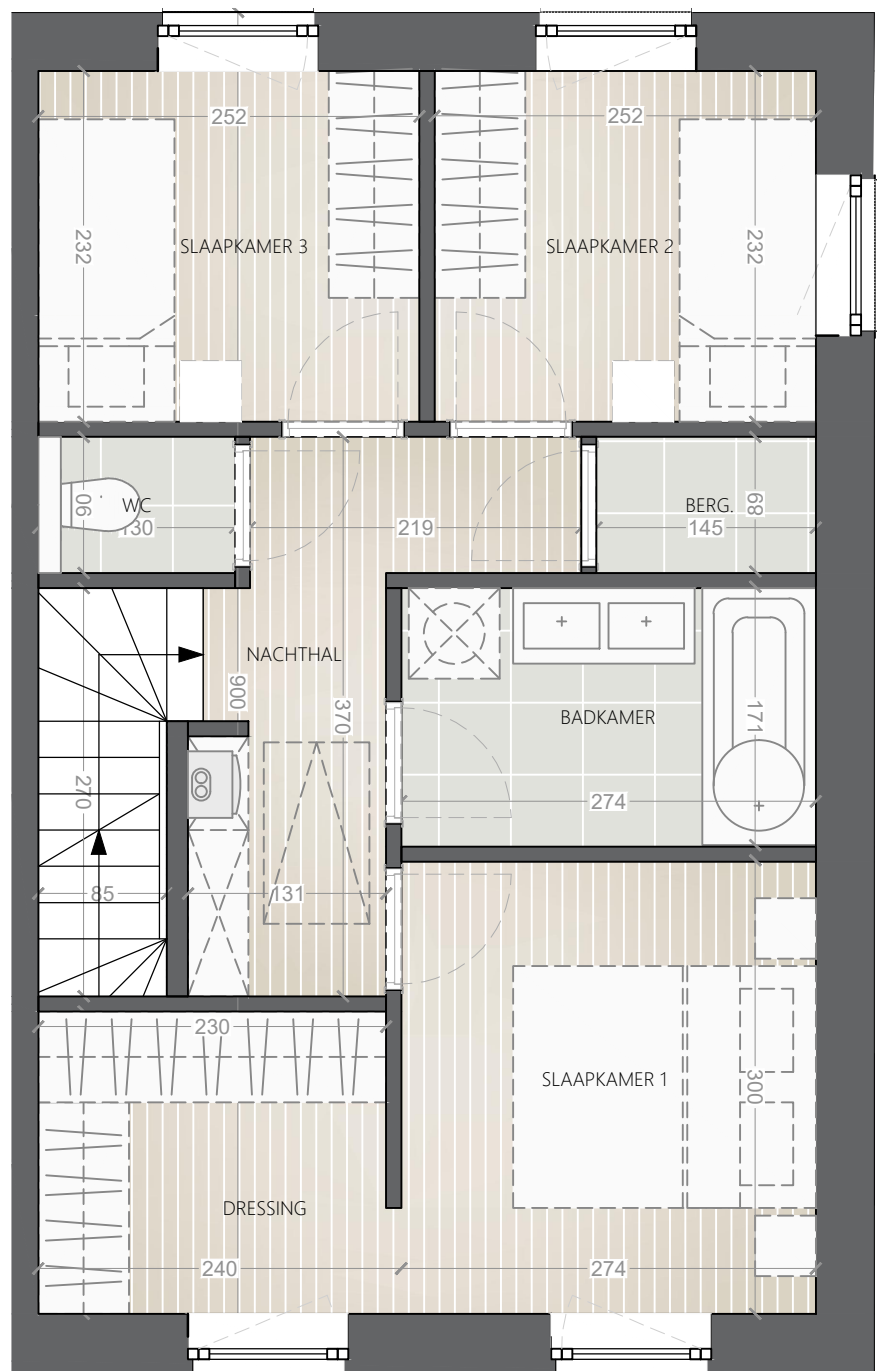 252
252
232
SLAAPKAMER 3
SLAAPKAMER 2
232
WC
90
130
219
BERG.
89
145
NACHTHAL
900
370
BADKAMER
171
270
274
85
131
230
SLAAPKAMER 1
300
DRESSING
240
274